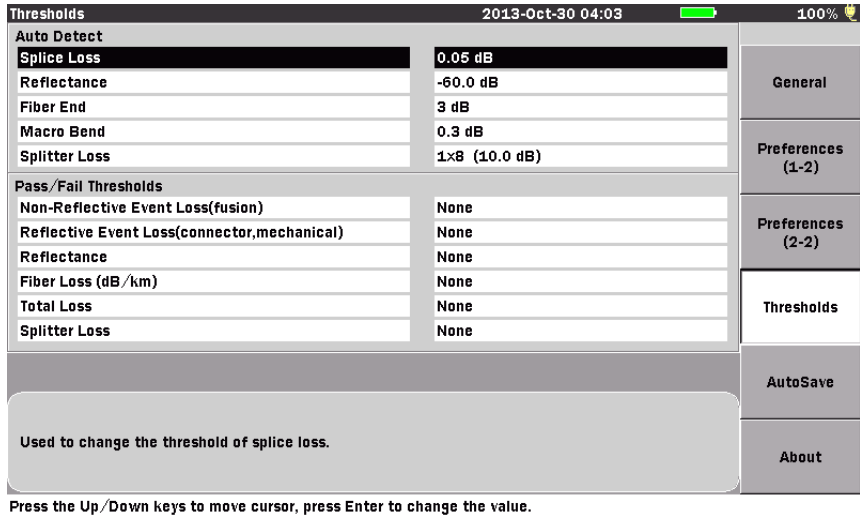 Thresholds 2013-Oct-30 04:03 100%
Auto Detect
Splice Loss 0.05 dB
Reflectance -60.0 dB
Fiber End 3 dB
Macro Bend 0.3 dB
Splitter Loss 1×8 (10.0 dB)
Pass/Fail Thresholds
Non-Reflective Event Loss(fusion) None
Reflective Event Loss(connector,mechanical) None
Reflectance None
Fiber Loss (dB/km) None
Total Loss None
Splitter Loss None
Used to change the threshold of splice loss.
General
Preferences
(1-2)
Preferences
(2-2)
Thresholds
AutoSave
About
Press the Up/Down keys to move cursor, press Enter to change the value.